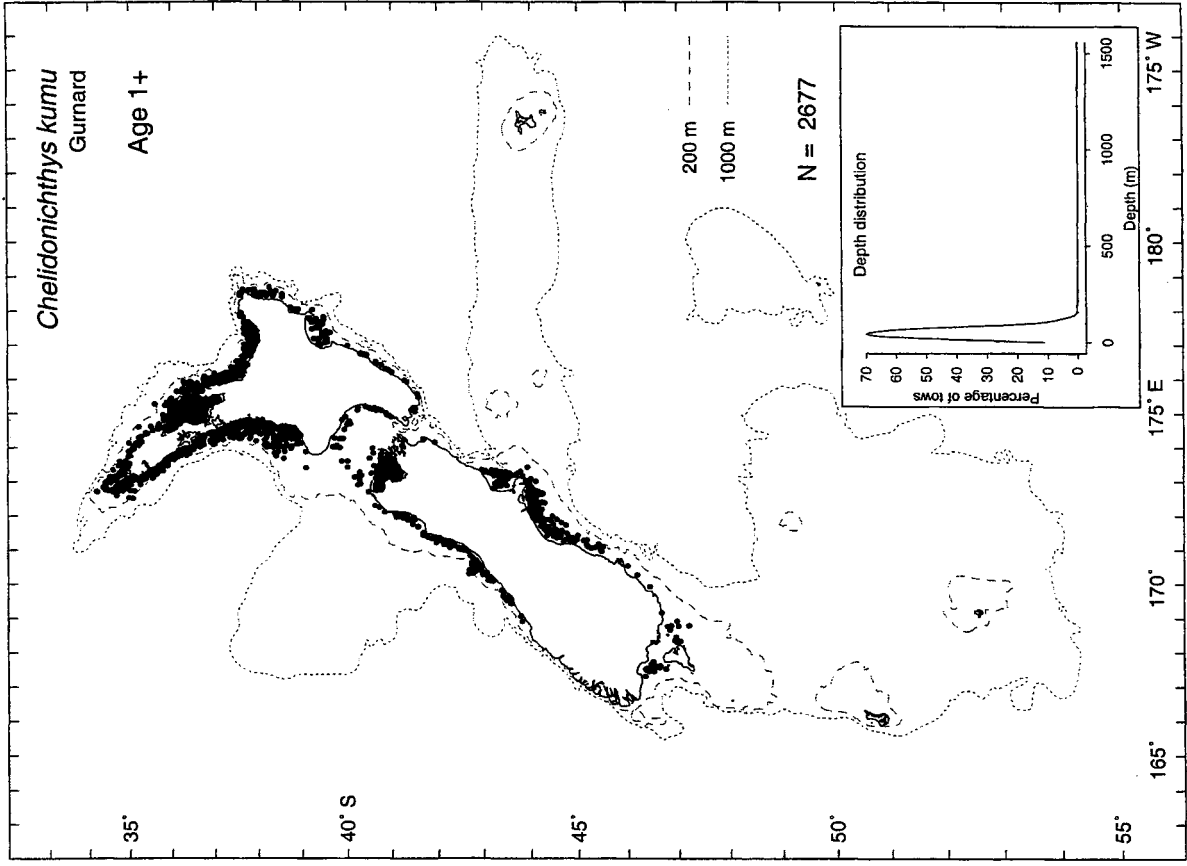 Chelidonichthys kumu
Gurnard
Age 1+
35°
40° S
45°
50°
55°
165°
170°
175° E
180°
175° W
200 m
1000 m
N = 2677
Depth distribution
Percentage of tows
70
60
50
40
30
20
10
0
0
500
1000
1500
Depth (m)